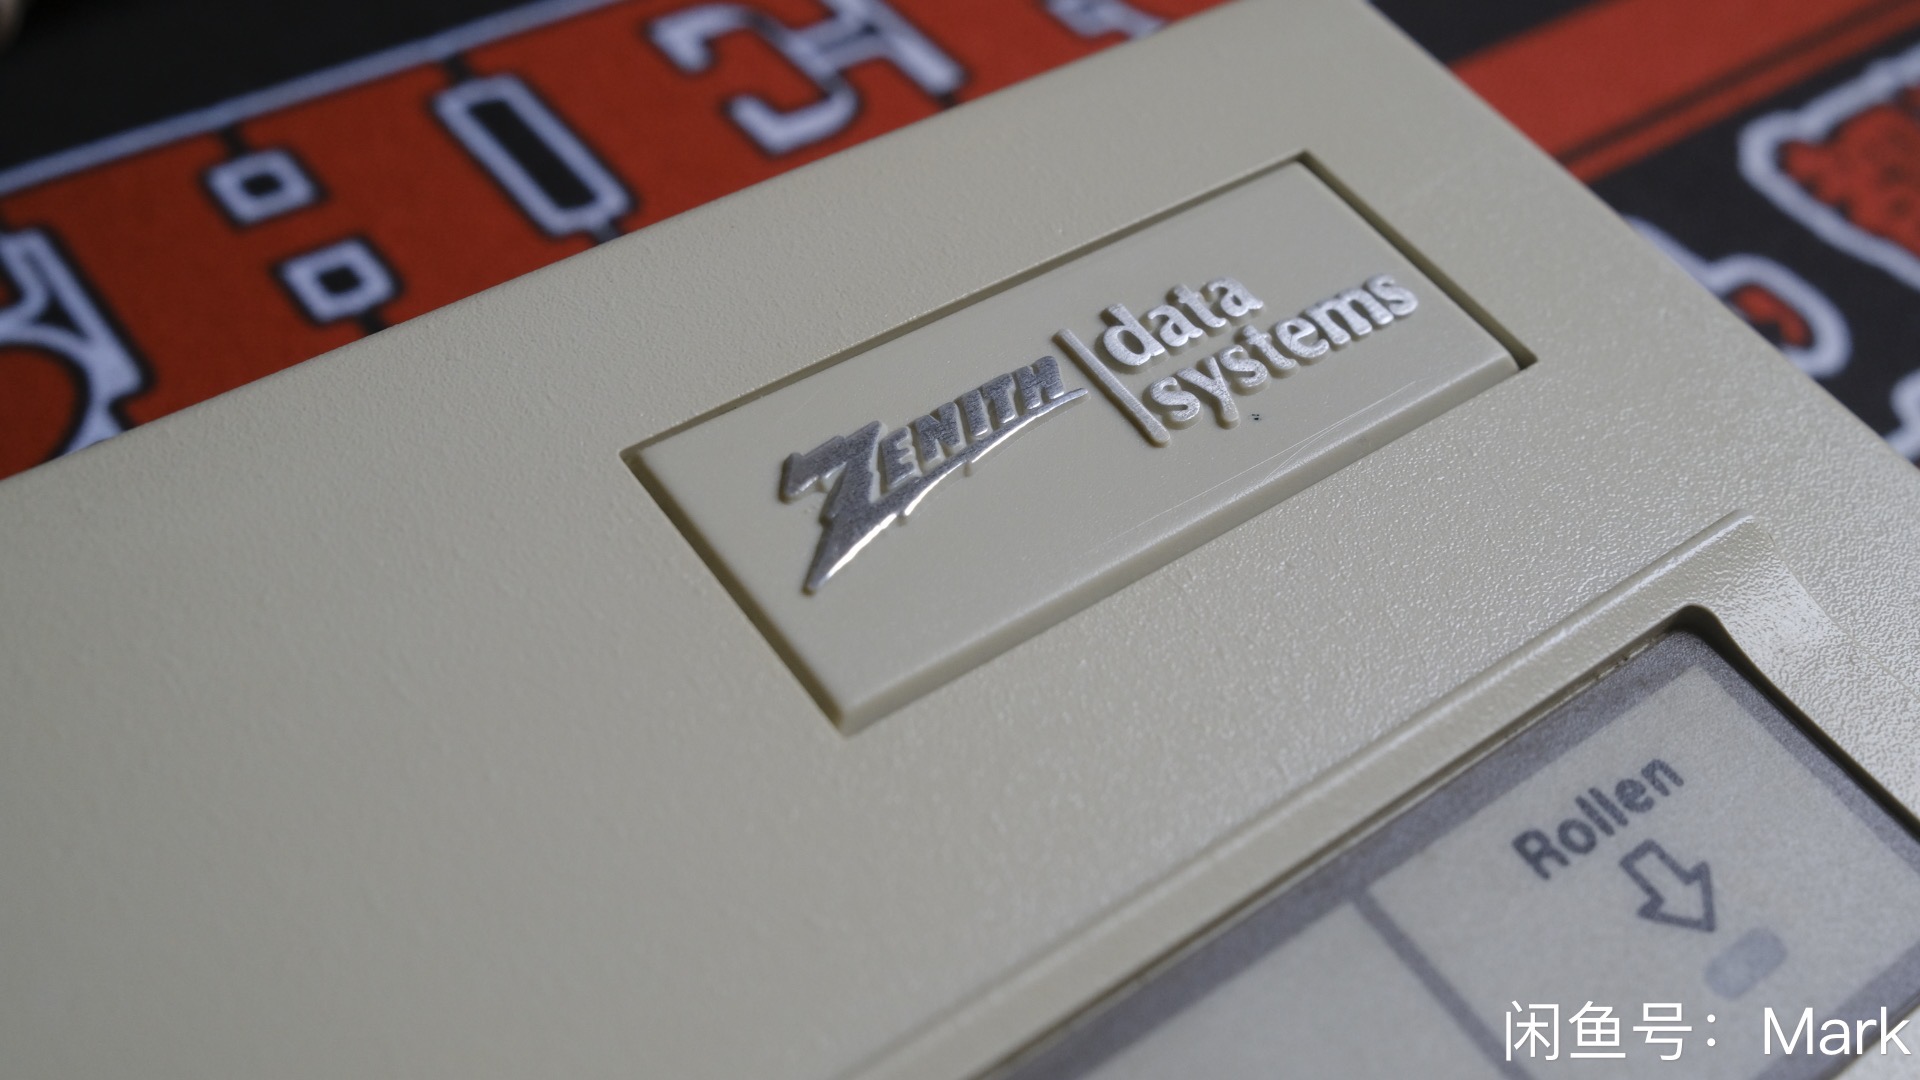 ZENITH
data
systems
Rollen
闲鱼号：Mark